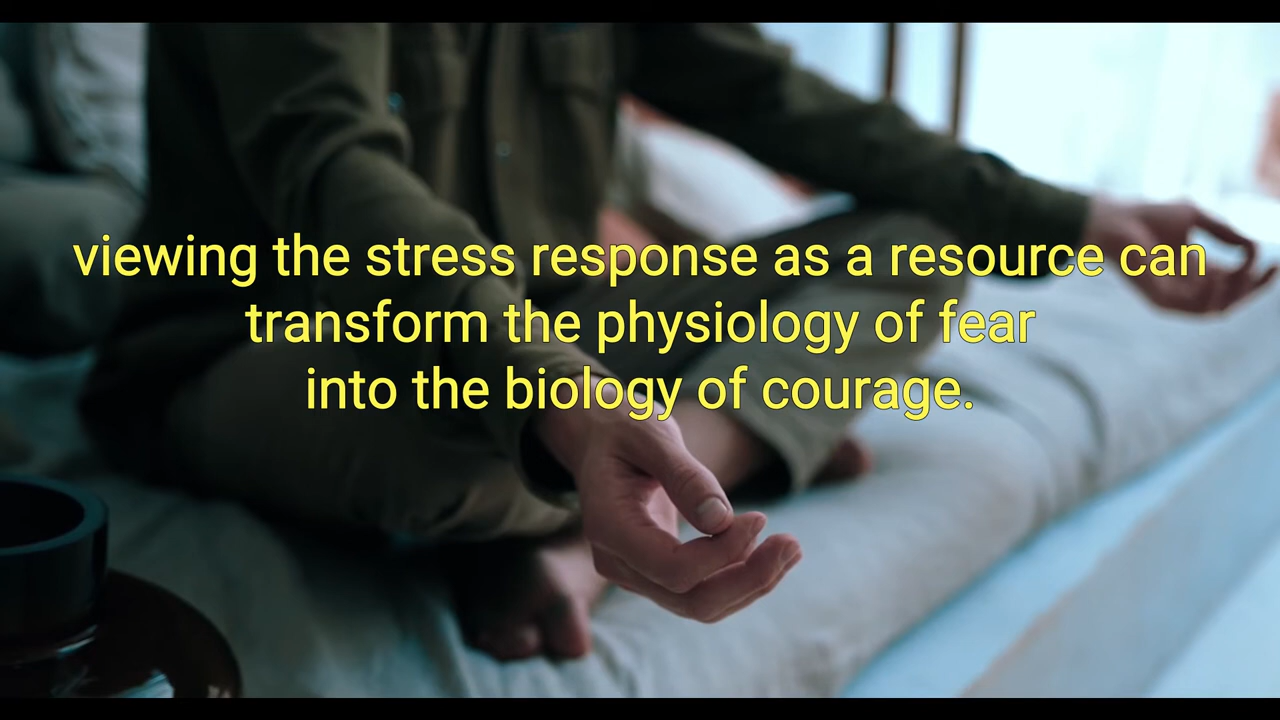 viewing the stress response as a resource can
transform the physiology of fear
into the biology of courage.